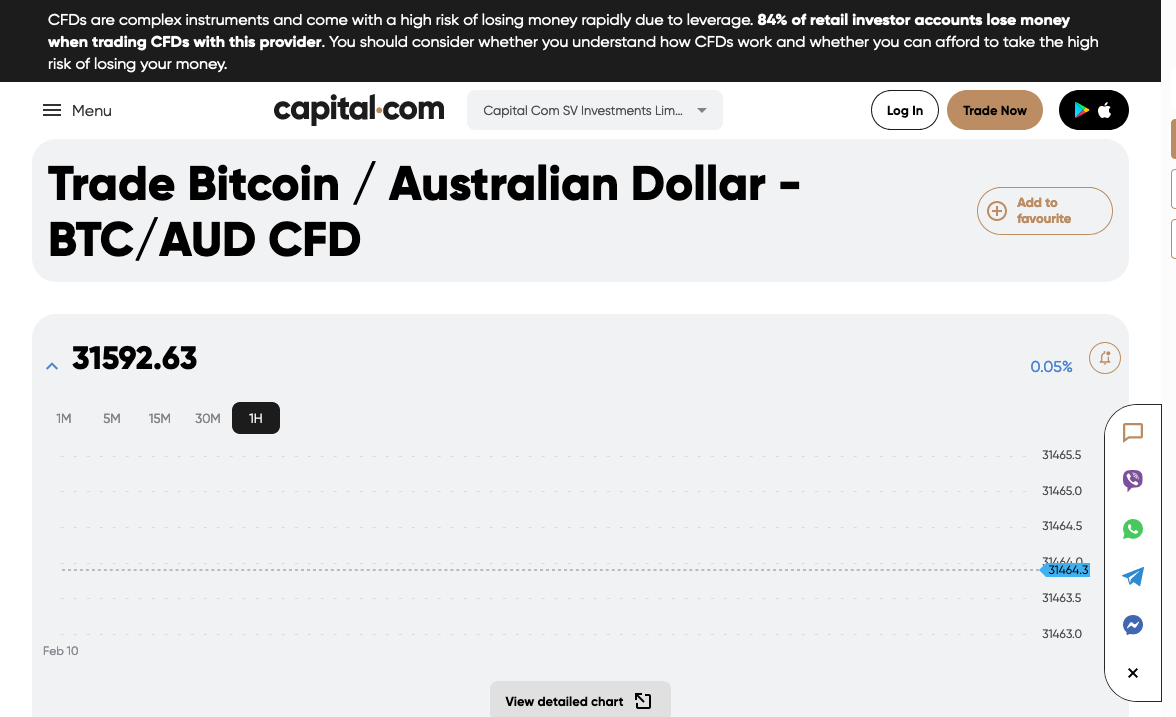 CFDs are complex instruments and come with a high risk of losing money rapidly due to leverage. 84% of retail investor accounts lose money
when trading CFDs with this provider. You should consider whether you understand how CFDs work and whether you can afford to take the high
risk of losing your money.
Menu
capital.com
Capital Com SV Investments Lim...
Log In
Trade Now
Trade Bitcoin / Australian Dollar -
BTC/AUD CFD
Add to
favourite
31592.63
0.05%
1M 5M 15M 30M 1H
31465.5
31465.0
31464.5
31464.0
31464.3
31463.5
31463.0
Feb 10
View detailed chart